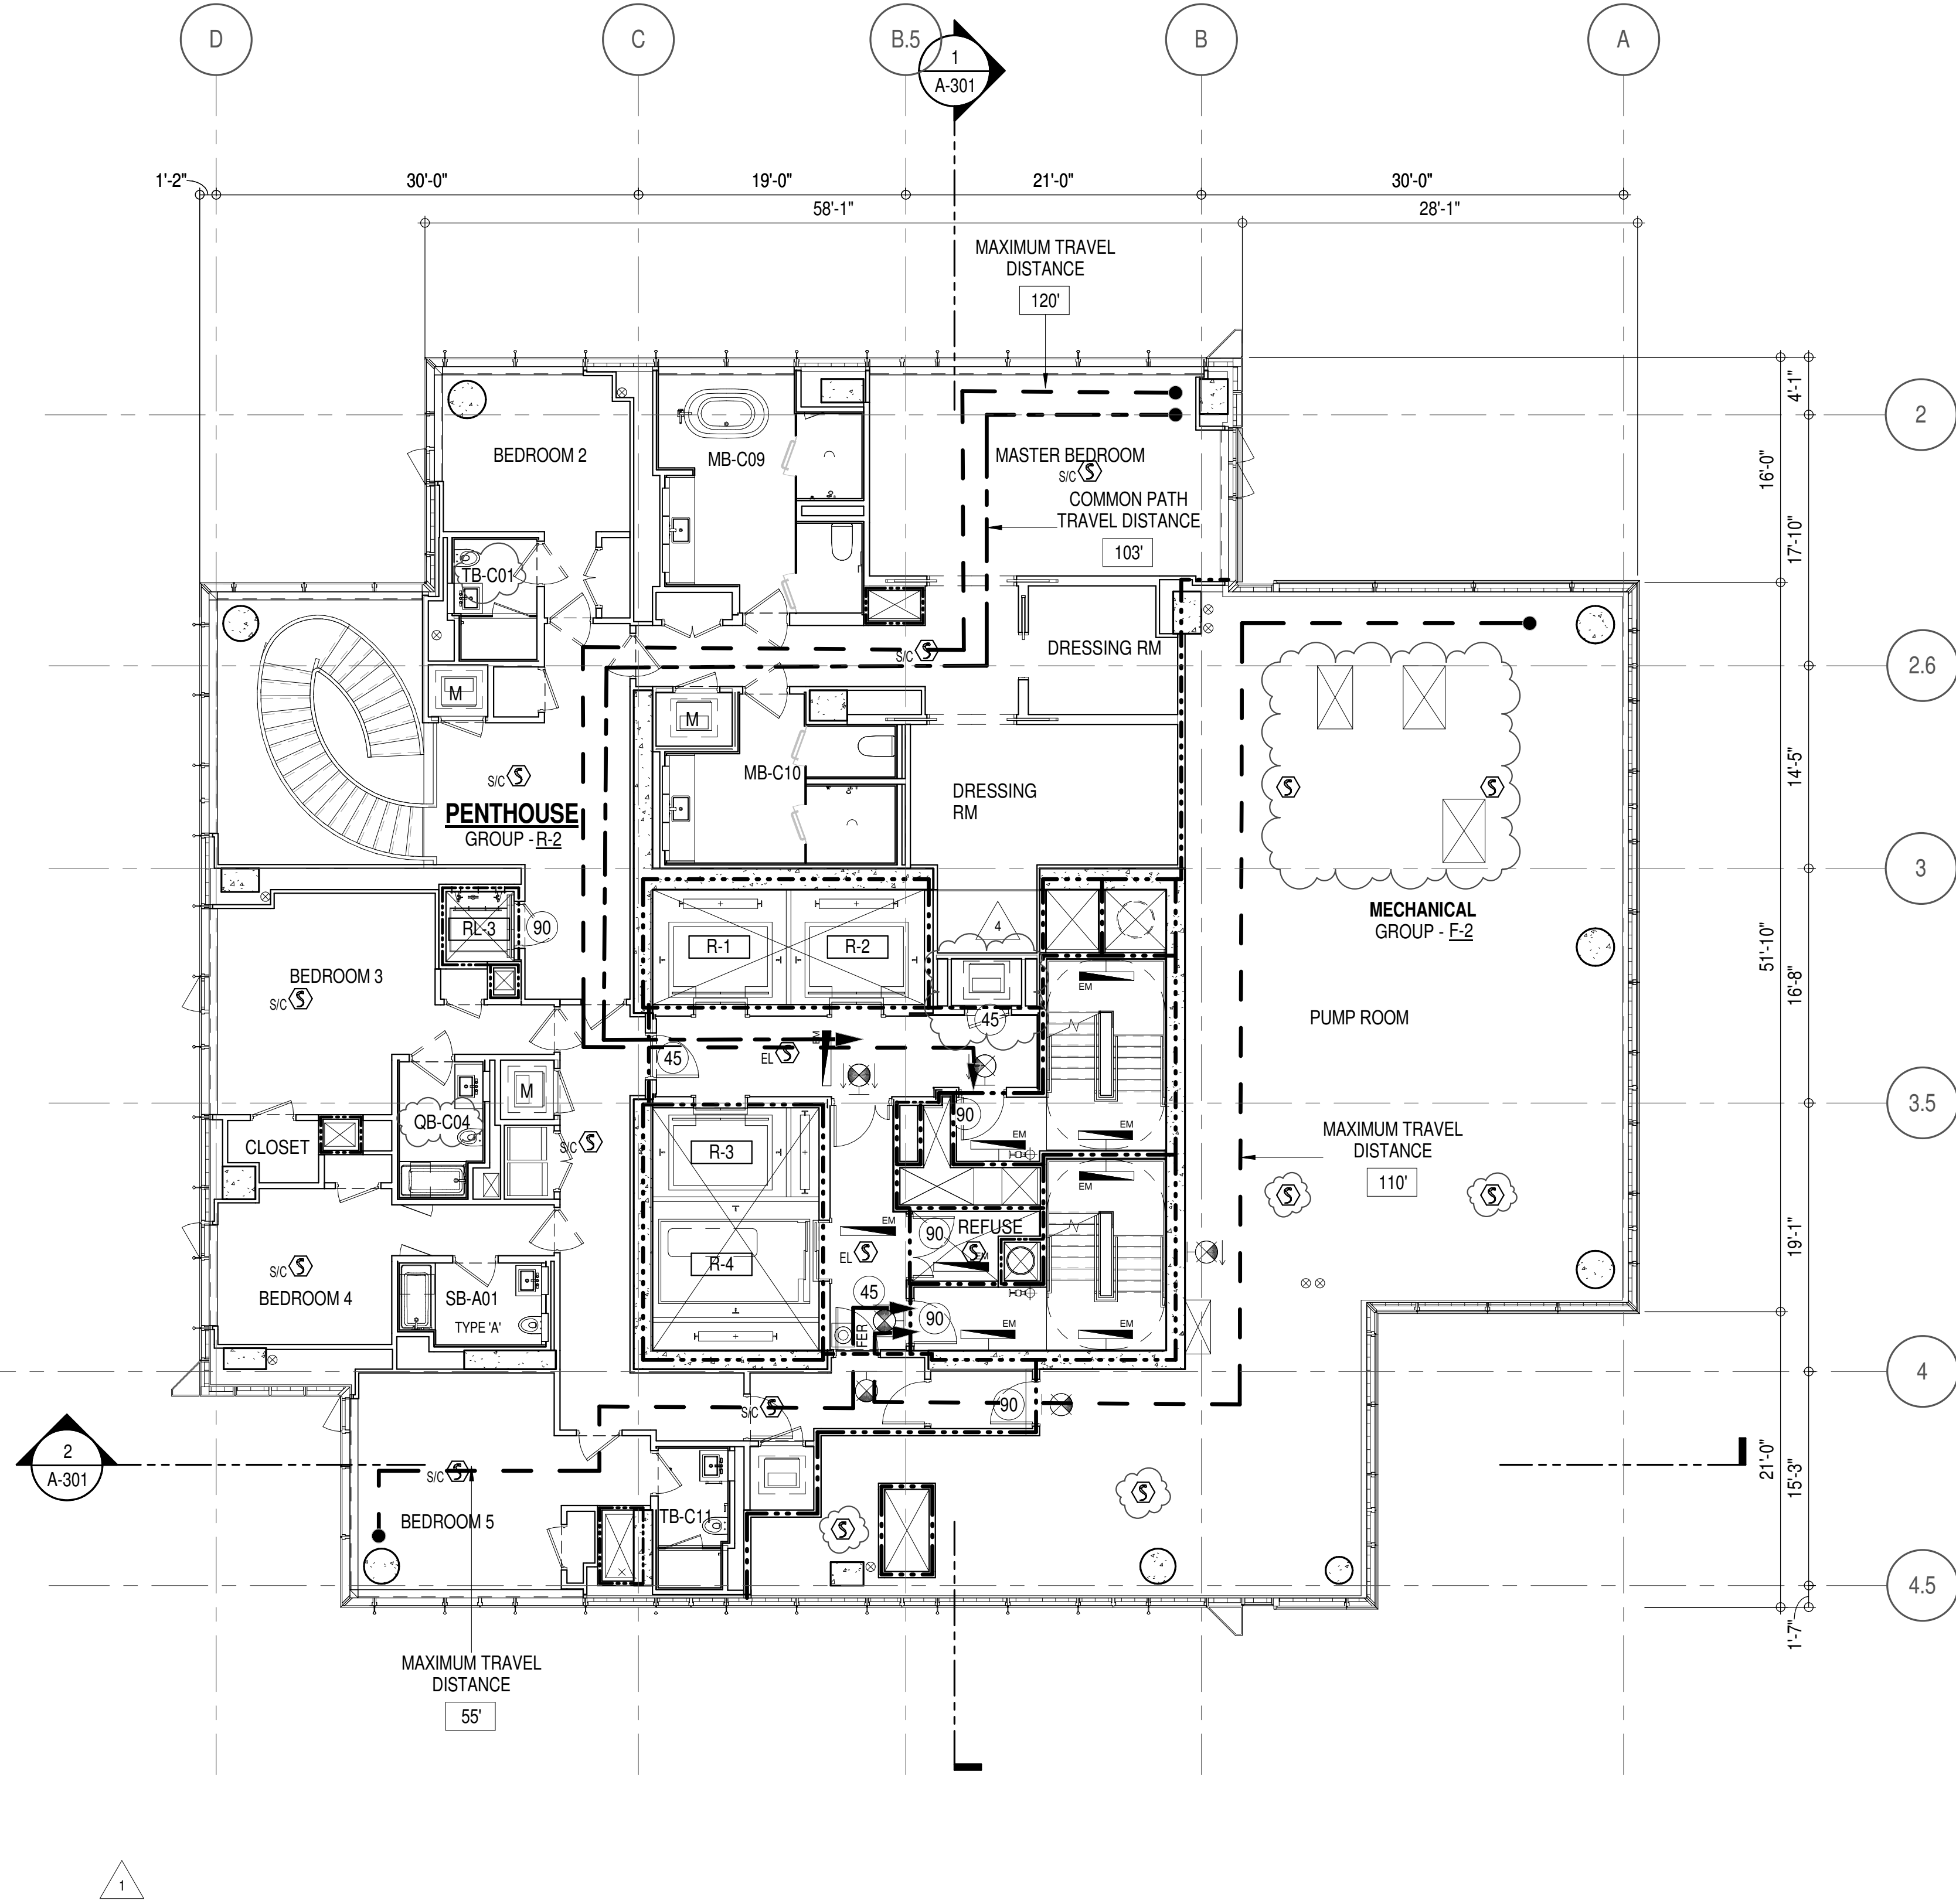 D
C
B.5
B
A
1
A-301
1'-2"
30'-0"
19'-0"
21'-0"
30'-0"
58'-1"
28'-1"
MAXIMUM TRAVEL
DISTANCE
120'
4'-1"
2
BEDROOM 2
MB-C09
MASTER BEDROOM
S/C S
16'-0"
COMMON PATH
TRAVEL DISTANCE
103'
17'-10"
TB-C01
S/C S
DRESSING RM
2.6
M
M
S/C S
MB-C10
DRESSING
RM
S
S
14'-5"
PENTHOUSE
GROUP - R-2
3
RL-3
90
R-1
R-2
4
MECHANICAL
GROUP - F-2
51'-10"
BEDROOM 3
S/C S
EM
16'-8"
45
PUMP ROOM
EM
45
EL S
M
QB-C04
90
3.5
CLOSET
S/C S
R-3
EM
EM
MAXIMUM TRAVEL
DISTANCE
110'
EM
S
S
EM
90
REFUSE
19'-1"
S/C S
R-4
EL S
S
EM
BEDROOM 4
SB-A01
TYPE 'A'
45
90
FER
EM
EM
4
S/C S
90
2
A-301
S/C S
21'-0"
15'-3"
BEDROOM 5
TB-C11
S
S
4.5
1'-7"
MAXIMUM TRAVEL
DISTANCE
55'
1